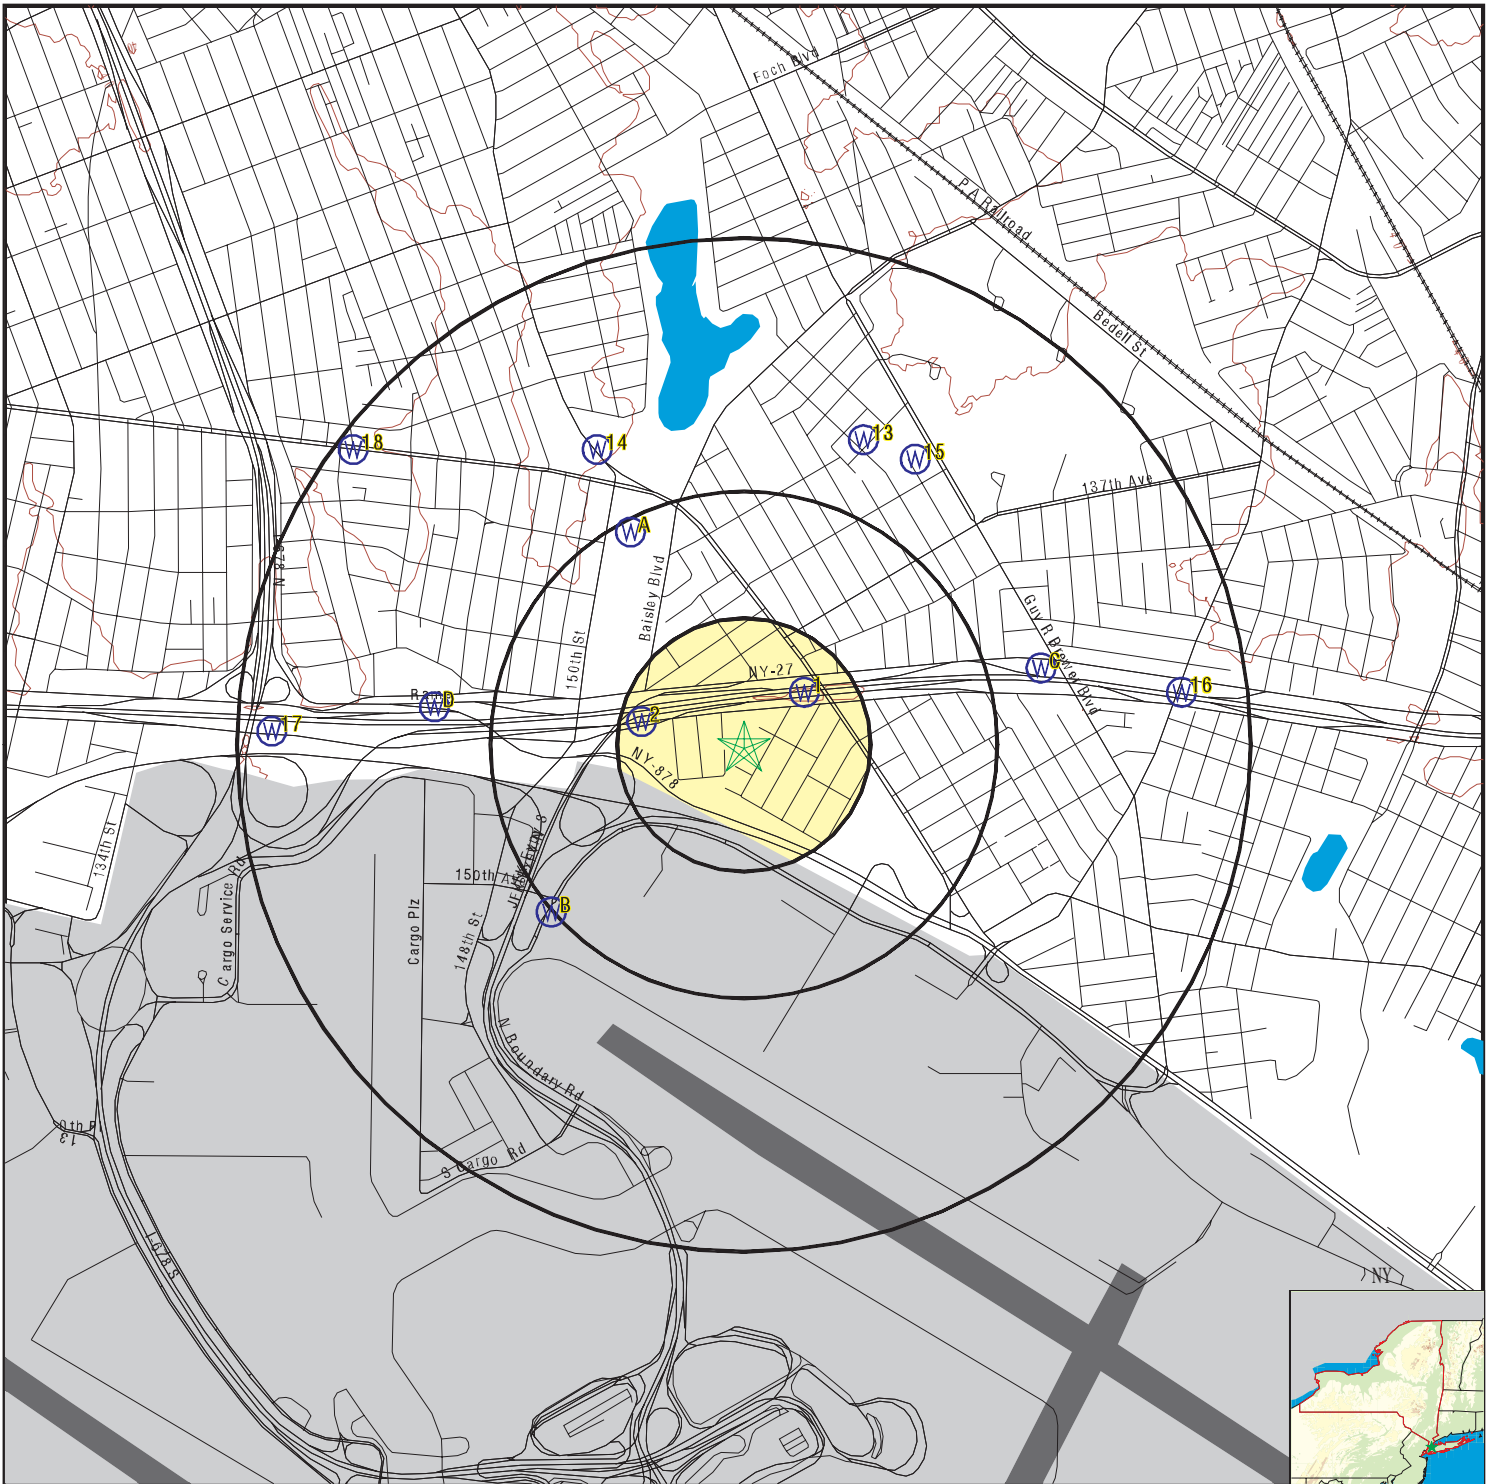 Foch Blvd
P A Railroad
Bedell St
W 18
W 14
W 13
W 15
137th Ave
W A
I-678 N
Baisley Blvd
150th St
Guy R Brewer Blvd
NY-27
W C
W 1
W 16
W D
W 2
W 17
NY-878
134th St
150th
W B
148th St
Cargo Plz
Cargo Service Rd
N Boundary Rd
S Cargo Rd
I-678 S
NY